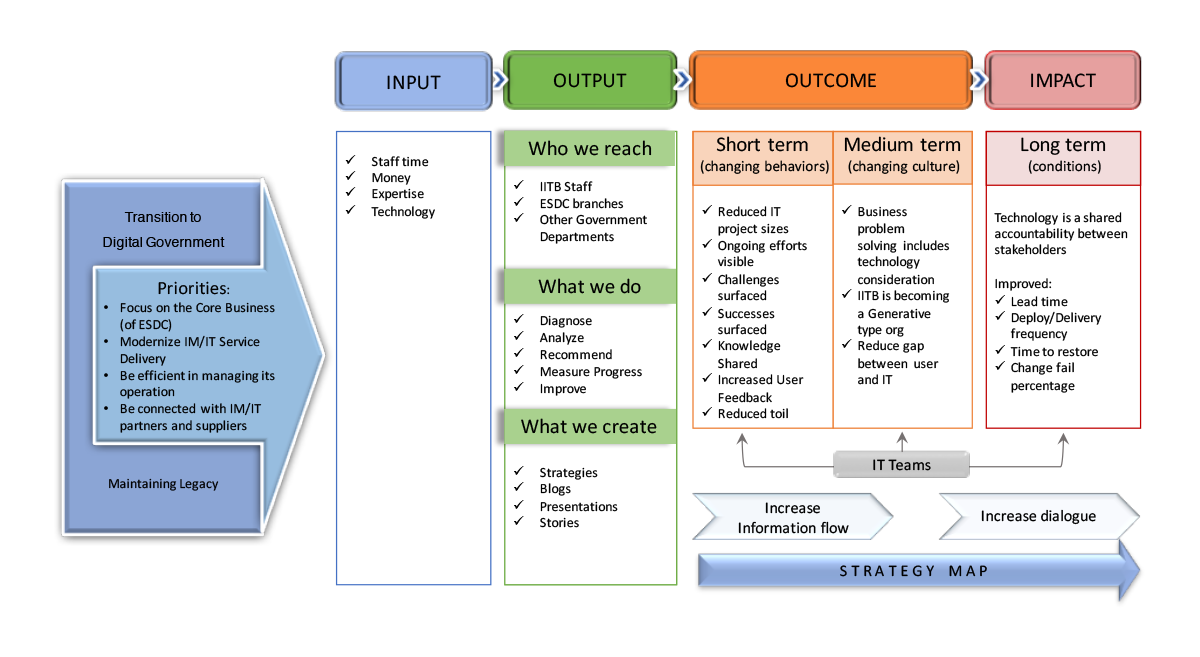 INPUT
OUTPUT
OUTCOME
IMPACT
Transition to
Digital Government
Priorities:
• Focus on the Core Business
(of ESDC)
• Modernize IM/IT Service
Delivery
• Be efficient in managing its
operation
• Be connected with IM/IT
partners and suppliers
Maintaining Legacy
✓ Staff time
✓ Money
✓ Expertise
✓ Technology
Who we reach
✓ IITB Staff
✓ ESDC branches
✓ Other Government
Departments
What we do
✓ Diagnose
✓ Analyze
✓ Recommend
✓ Measure Progress
✓ Improve
What we create
✓ Strategies
✓ Blogs
✓ Presentations
✓ Stories
Short term
(changing behaviors)
✓ Reduced IT
project sizes
✓ Ongoing efforts
visible
✓ Challenges
surfaced
✓ Successes
surfaced
✓ Knowledge
Shared
✓ Increased User
Feedback
✓ Reduced toil
Medium term
(changing culture)
✓ Business
problem
solving includes
technology
consideration
✓ IITB is becoming
a Generative
type org
✓ Reduce gap
between user
and IT
Long term
(conditions)
Technology is a shared
accountability between
stakeholders
Improved:
✓ Lead time
✓ Deploy/Delivery
frequency
✓ Time to restore
✓ Change fail
percentage
IT Teams
Increase
Information flow
Increase dialogue
STRATEGY MAP